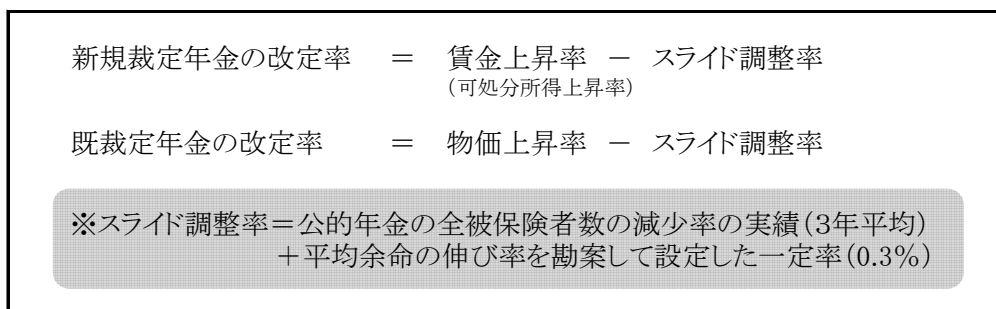 新規裁定年金の改定率 = 賃金上昇率 − スライド調整率
(可処分所得上昇率)
既裁定年金の改定率 = 物価上昇率 − スライド調整率
※スライド調整率=公的年金の全被保険者数の減少率の実績(3年平均)
+平均余命の伸び率を勘案して設定した一定率(0.3%)